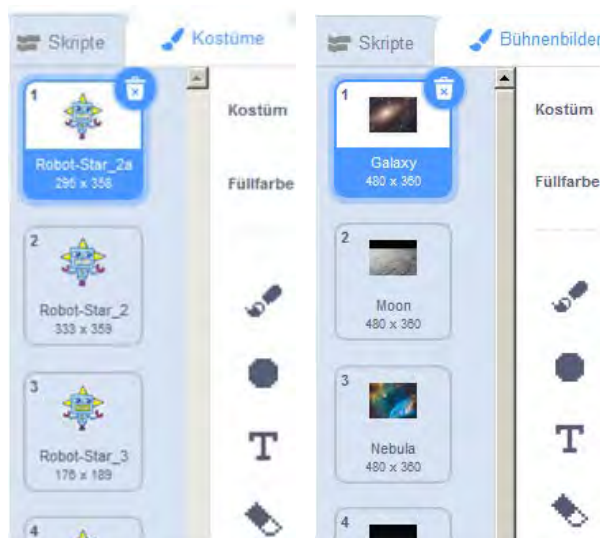 Skripte
Kostüme
1
Robot-Star_2a
296 x 358
2
Robot-Star_2
333 x 359
3
Robot-Star_3
176 x 189
4
Kostüm
Füllfarbe
T
Skripte
Bühnenbilder
1
Galaxy
480 x 360
2
Moon
480 x 360
3
Nebula
480 x 360
4
Kostüm
Füllfarbe
T